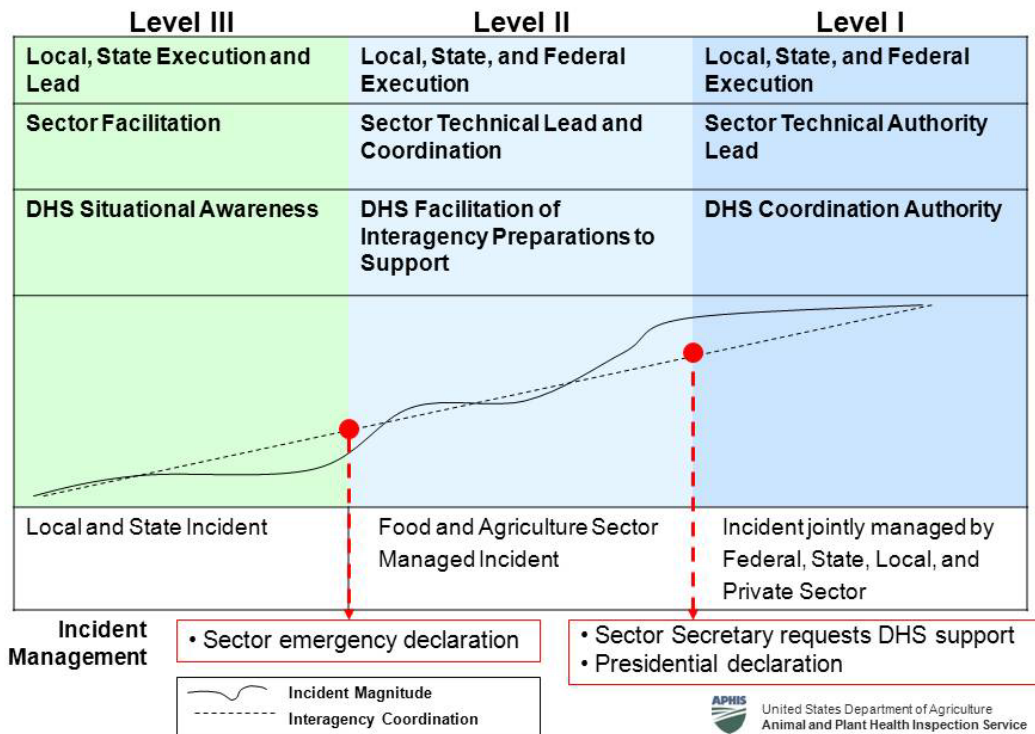 Level III
Level II
Level I
Local, State Execution and
Lead
Local, State, and Federal
Execution
Local, State, and Federal
Execution
Sector Facilitation
Sector Technical Lead and
Coordination
Sector Technical Authority
Lead
DHS Situational Awareness
DHS Facilitation of
Interagency Preparations to
Support
DHS Coordination Authority
Local and State Incident
Food and Agriculture Sector
Managed Incident
Incident jointly managed by
Federal, State, Local, and
Private Sector
Incident
Management
• Sector emergency declaration
• Sector Secretary requests DHS support
• Presidential declaration
Incident Magnitude
Interagency Coordination
APHIS
United States Department of Agriculture
Animal and Plant Health Inspection Service